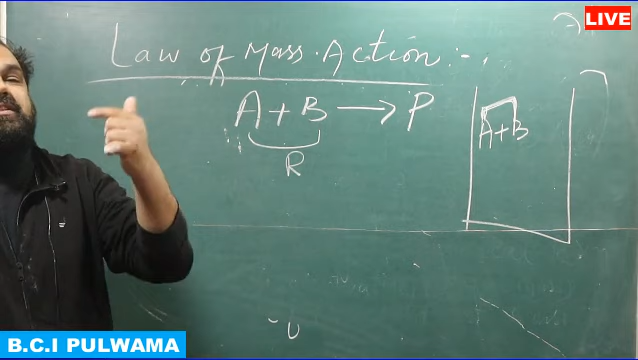 LIVE
Law of Mass Action :-
A + B → P
R
A+B
B.C.I PULWAMA